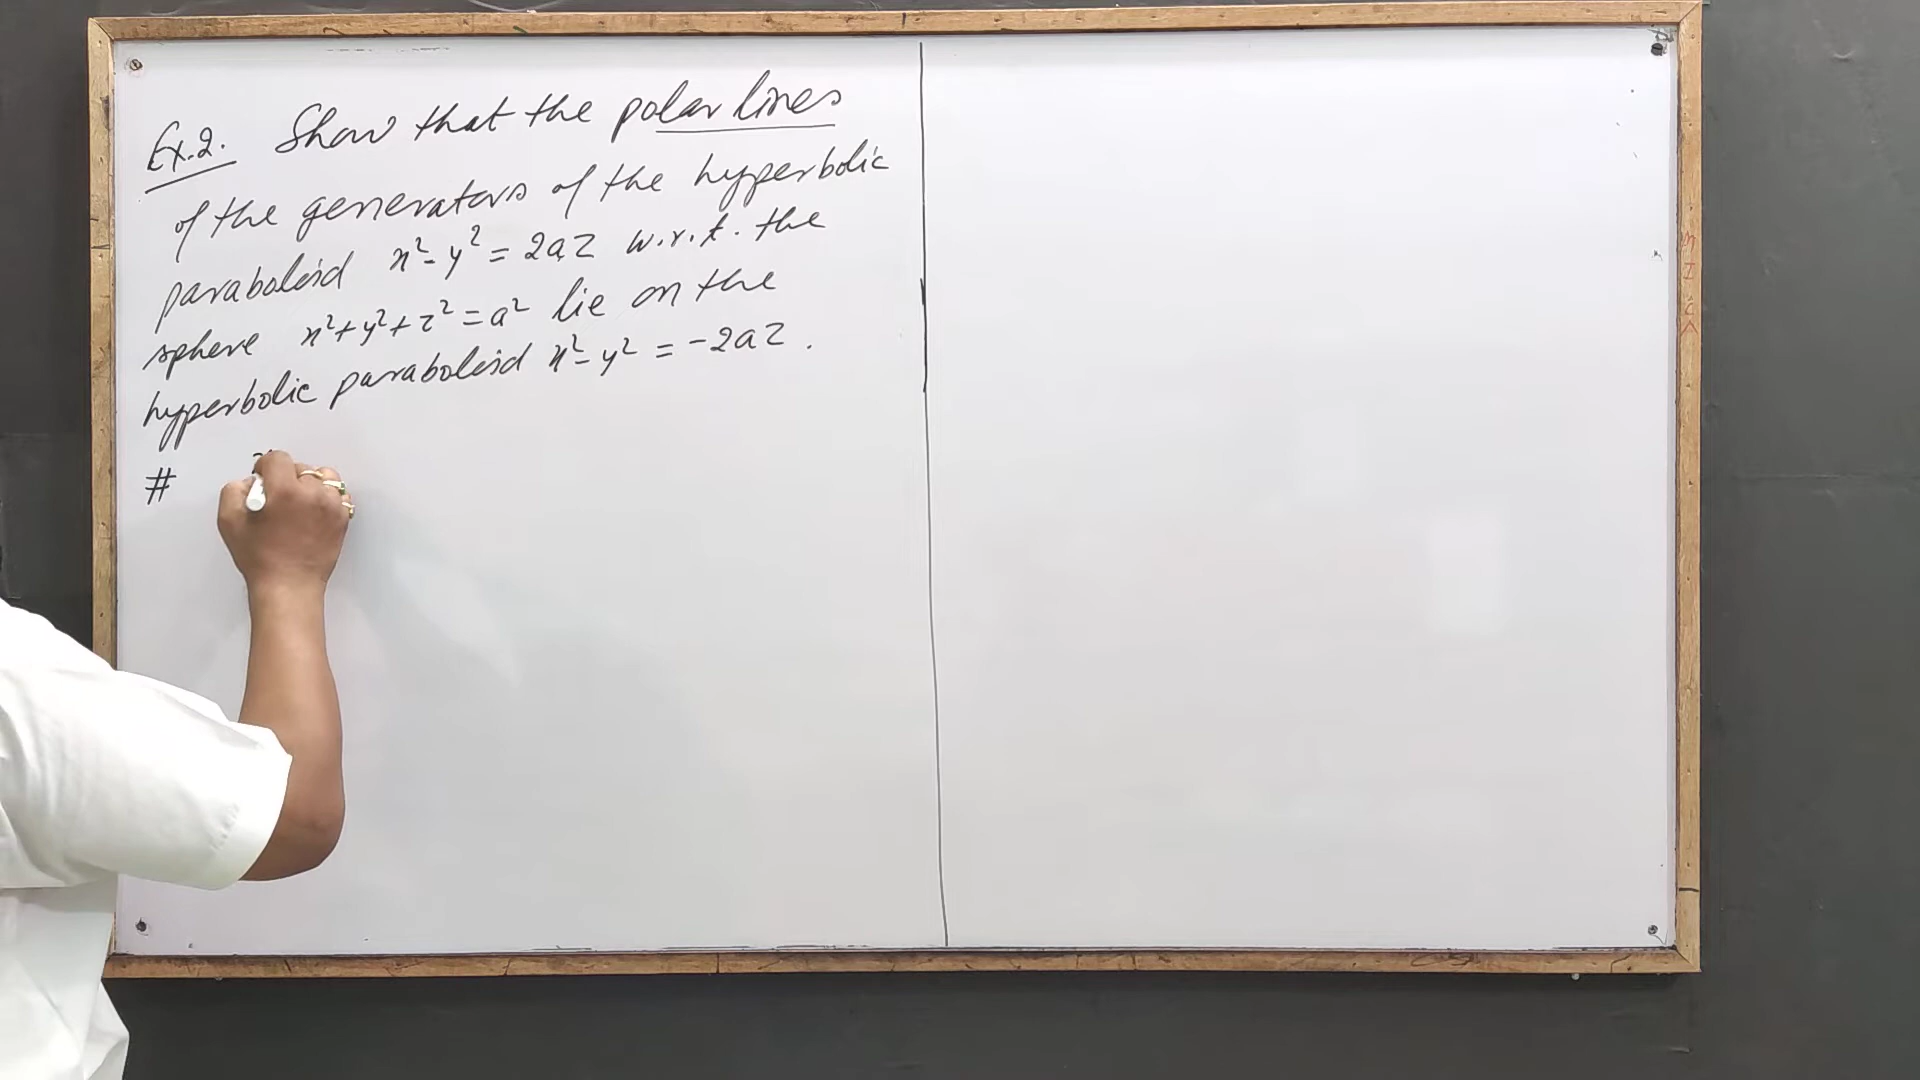 Ex.2. Show that the polar lines
of the generators of the hyperbolic
paraboloid x² - y² = 2az w.r.t. the
sphere x² + y² + z² = a² lie on the
hyperbolic paraboloid x² - y² = -2az.
#